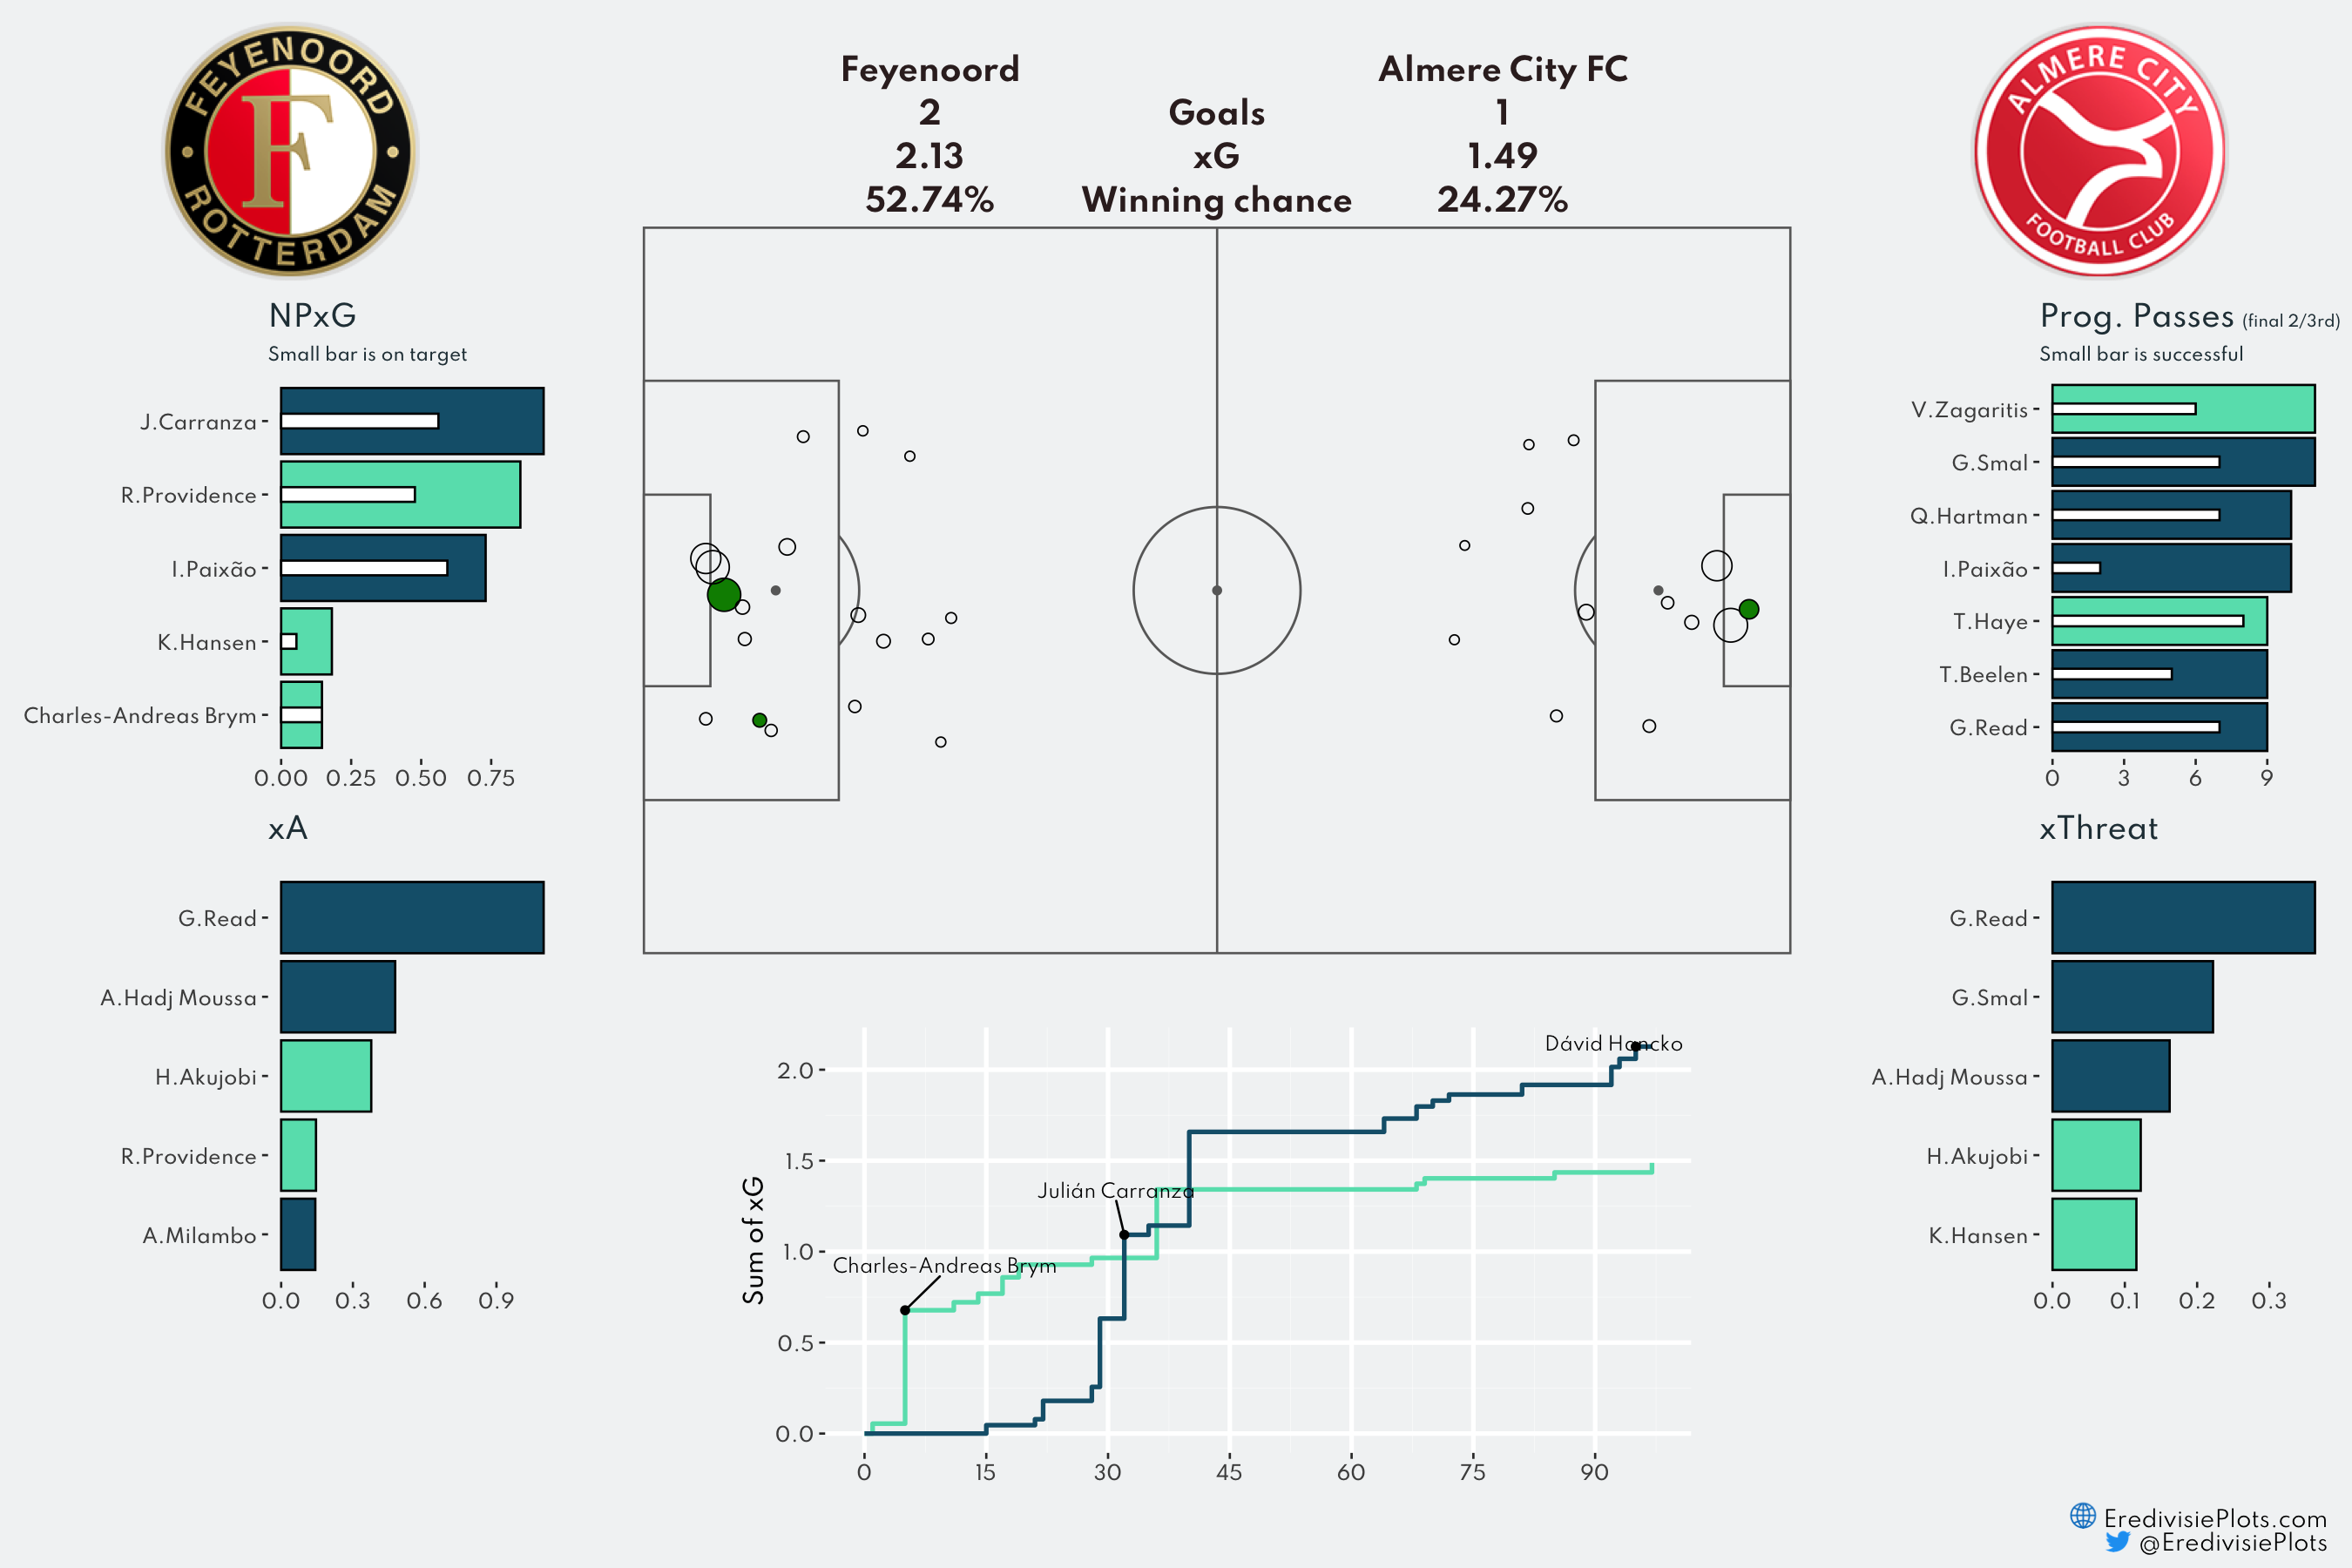 FEYENOORD
ROTTERDAM
F
Feyenoord
Almere City FC
2
Goals
1
2.13
xG
1.49
52.74%
Winning chance
24.27%
ALMERE CITY
FOOTBALL CLUB
NPxG
Small bar is on target
J.Carranza
R.Providence
I.Paixão
K.Hansen
Charles-Andreas Brym
0.00 0.25 0.50 0.75
xA
G.Read
A.Hadj Moussa
H.Akujobi
R.Providence
A.Milambo
0.0 0.3 0.6 0.9
Prog. Passes (final 2/3rd)
Small bar is successful
V.Zagaritis
G.Smal
Q.Hartman
I.Paixão
T.Haye
T.Beelen
G.Read
0 3 6 9
xThreat
G.Read
G.Smal
A.Hadj Moussa
H.Akujobi
K.Hansen
0.0 0.1 0.2 0.3
Sum of xG
2.0
1.5
1.0
0.5
0.0
Dávid Hancko
Julián Carranza
Charles-Andreas Brym
0 15 30 45 60 75 90
EredivisiePlots.com
@EredivisiePlots